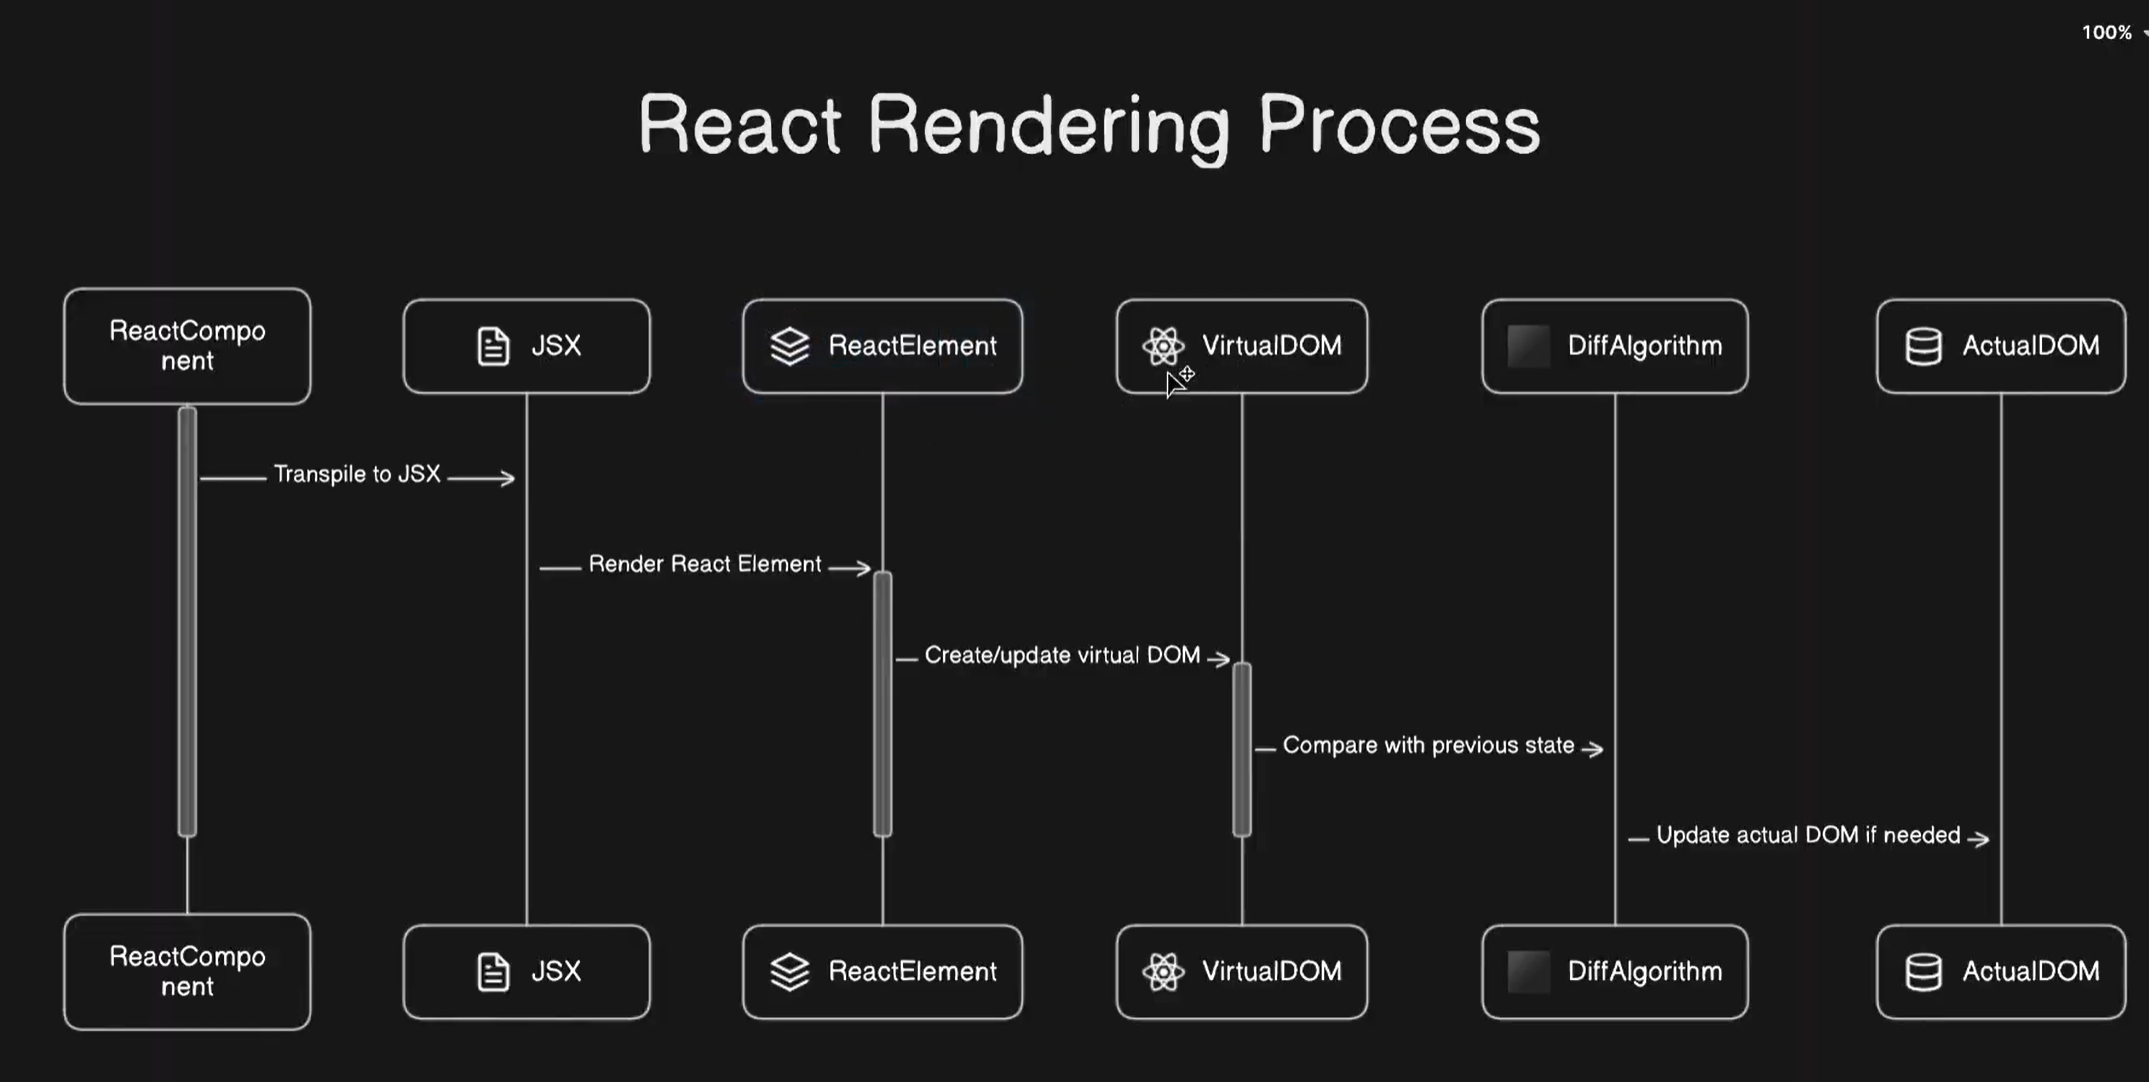 100%
React Rendering Process
ReactCompo
nent
JSX
ReactElement
VirtualDOM
DiffAlgorithm
ActualDOM
Transpile to JSX
Render React Element
Create/update virtual DOM
Compare with previous state
Update actual DOM if needed
ReactCompo
nent
JSX
ReactElement
VirtualDOM
DiffAlgorithm
ActualDOM